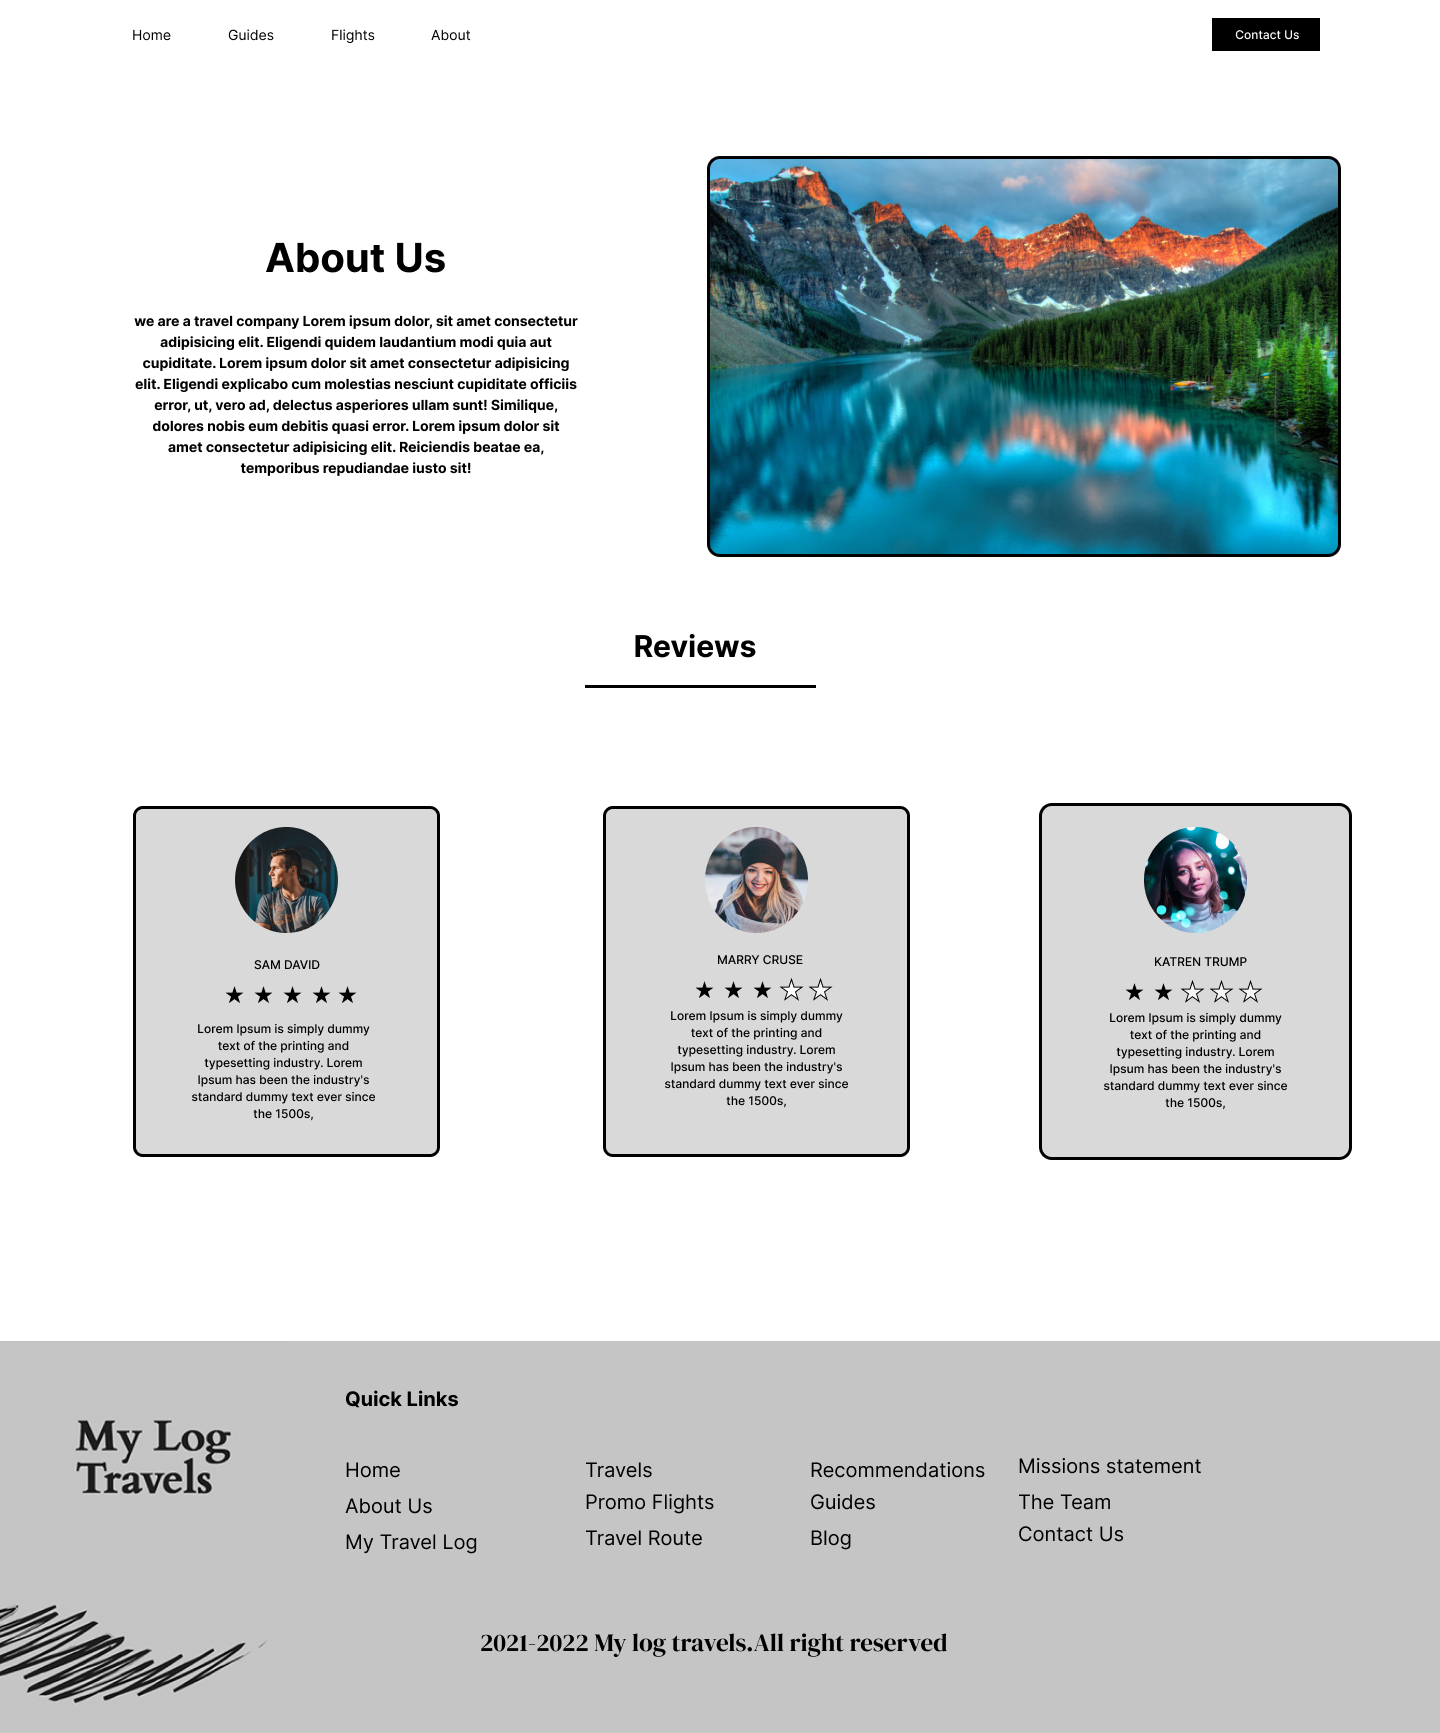 Home Guides Flights About Contact Us
About Us
we are a travel company Lorem ipsum dolor, sit amet consectetur
adipisicing elit. Eligendi quidem laudantium modi quia aut
cupiditate. Lorem ipsum dolor sit amet consectetur adipisicing
elit. Eligendi explicabo cum molestias nesciunt cupiditate officiis
error, ut, vero ad, delectus asperiores ullam sunt! Similique,
dolores nobis eum debitis quasi error. Lorem ipsum dolor sit
amet consectetur adipisicing elit. Reiciendis beatae ea,
temporibus repudiandae iusto sit!
Reviews
SAM DAVID
Lorem Ipsum is simply dummy
text of the printing and
typesetting industry. Lorem
Ipsum has been the industry's
standard dummy text ever since
the 1500s,
MARRY CRUSE
Lorem Ipsum is simply dummy
text of the printing and
typesetting industry. Lorem
Ipsum has been the industry's
standard dummy text ever since
the 1500s,
KATREN TRUMP
Lorem Ipsum is simply dummy
text of the printing and
typesetting industry. Lorem
Ipsum has been the industry's
standard dummy text ever since
the 1500s,
My Log
Travels
Quick Links
Home
About Us
My Travel Log
Travels
Promo Flights
Travel Route
Recommendations
Guides
Blog
Missions statement
The Team
Contact Us
2021-2022 My log travels.All right reserved